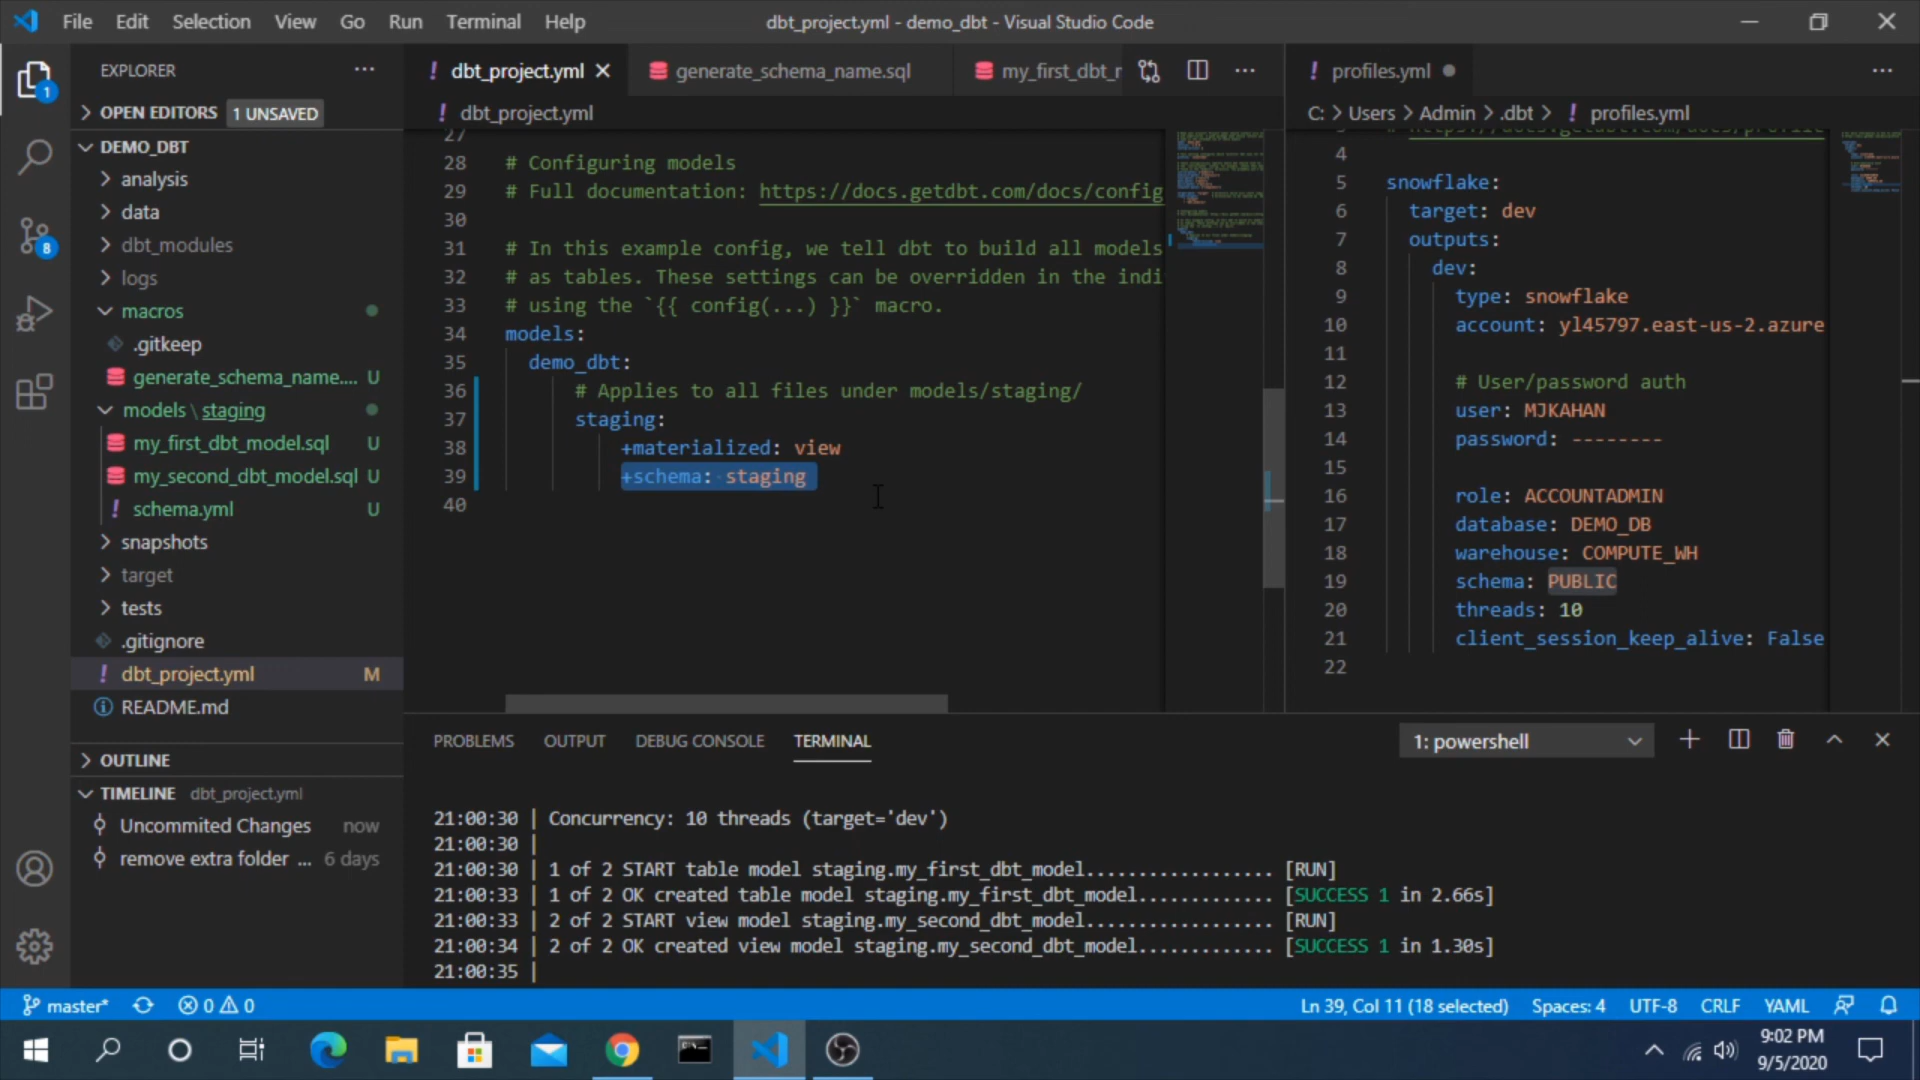 File Edit Selection View Go Run Terminal Help
dbt_project.yml - demo_dbt - Visual Studio Code
EXPLORER
OPEN EDITORS 1 UNSAVED
DEMO_DBT
analysis
data
dbt_modules
logs
macros
.gitkeep
generate_schema_name.... U
models \ staging
my_first_dbt_model.sql U
my_second_dbt_model.sql U
schema.yml U
snapshots
target
tests
.gitignore
dbt_project.yml M
README.md
OUTLINE
TIMELINE dbt_project.yml
Uncommited Changes now
remove extra folder ... 6 days
1
8
dbt_project.yml generate_schema_name.sql my_first_dbt_r
dbt_project.yml
27
28 # Configuring models
29 # Full documentation: https://docs.getdbt.com/docs/config
30
31 # In this example config, we tell dbt to build all models
32 # as tables. These settings can be overridden in the indi
33 # using the `{{ config(...) }}` macro.
34 models:
35 demo_dbt:
36 # Applies to all files under models/staging/
37 staging:
38 +materialized: view
39 +schema: staging
40
profiles.yml
C: > Users > Admin > .dbt > profiles.yml
4
5 snowflake:
6 target: dev
7 outputs:
8 dev:
9 type: snowflake
10 account: yl45797.east-us-2.azure
11
12 # User/password auth
13 user: MJKAHAN
14 password: --------
15
16 role: ACCOUNTADMIN
17 database: DEMO_DB
18 warehouse: COMPUTE_WH
19 schema: PUBLIC
20 threads: 10
21 client_session_keep_alive: False
22
PROBLEMS OUTPUT DEBUG CONSOLE TERMINAL
1: powershell
21:00:30 | Concurrency: 10 threads (target='dev')
21:00:30 |
21:00:30 | 1 of 2 START table model staging.my_first_dbt_model.................. [RUN]
21:00:33 | 1 of 2 OK created table model staging.my_first_dbt_model............. [SUCCESS 1 in 2.66s]
21:00:33 | 2 of 2 START view model staging.my_second_dbt_model.................. [RUN]
21:00:34 | 2 of 2 OK created view model staging.my_second_dbt_model............. [SUCCESS 1 in 1.30s]
21:00:35 |
master* 0 0
Ln 39, Col 11 (18 selected) Spaces: 4 UTF-8 CRLF YAML
9:02 PM
9/5/2020